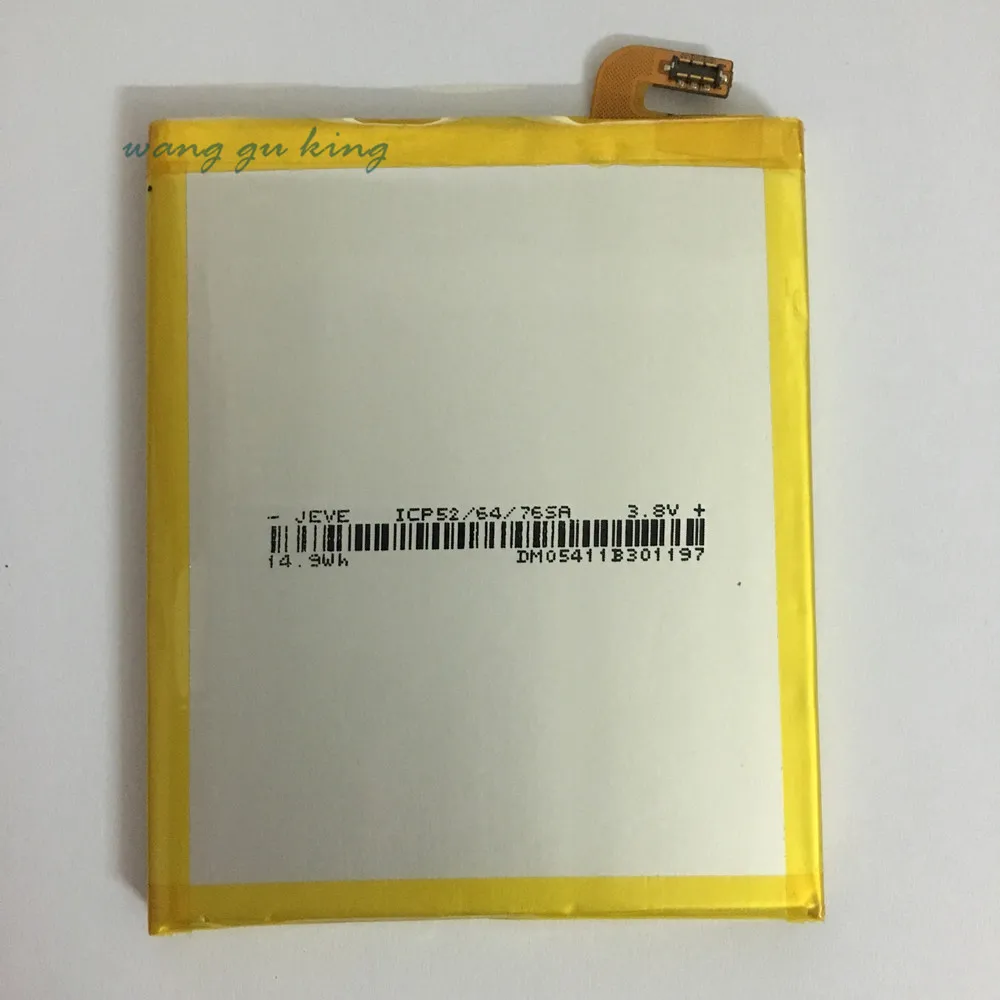 wang gu king
- JEVE ICP52/64/76SA 3.8V +
14.9Wh DM05411B301197